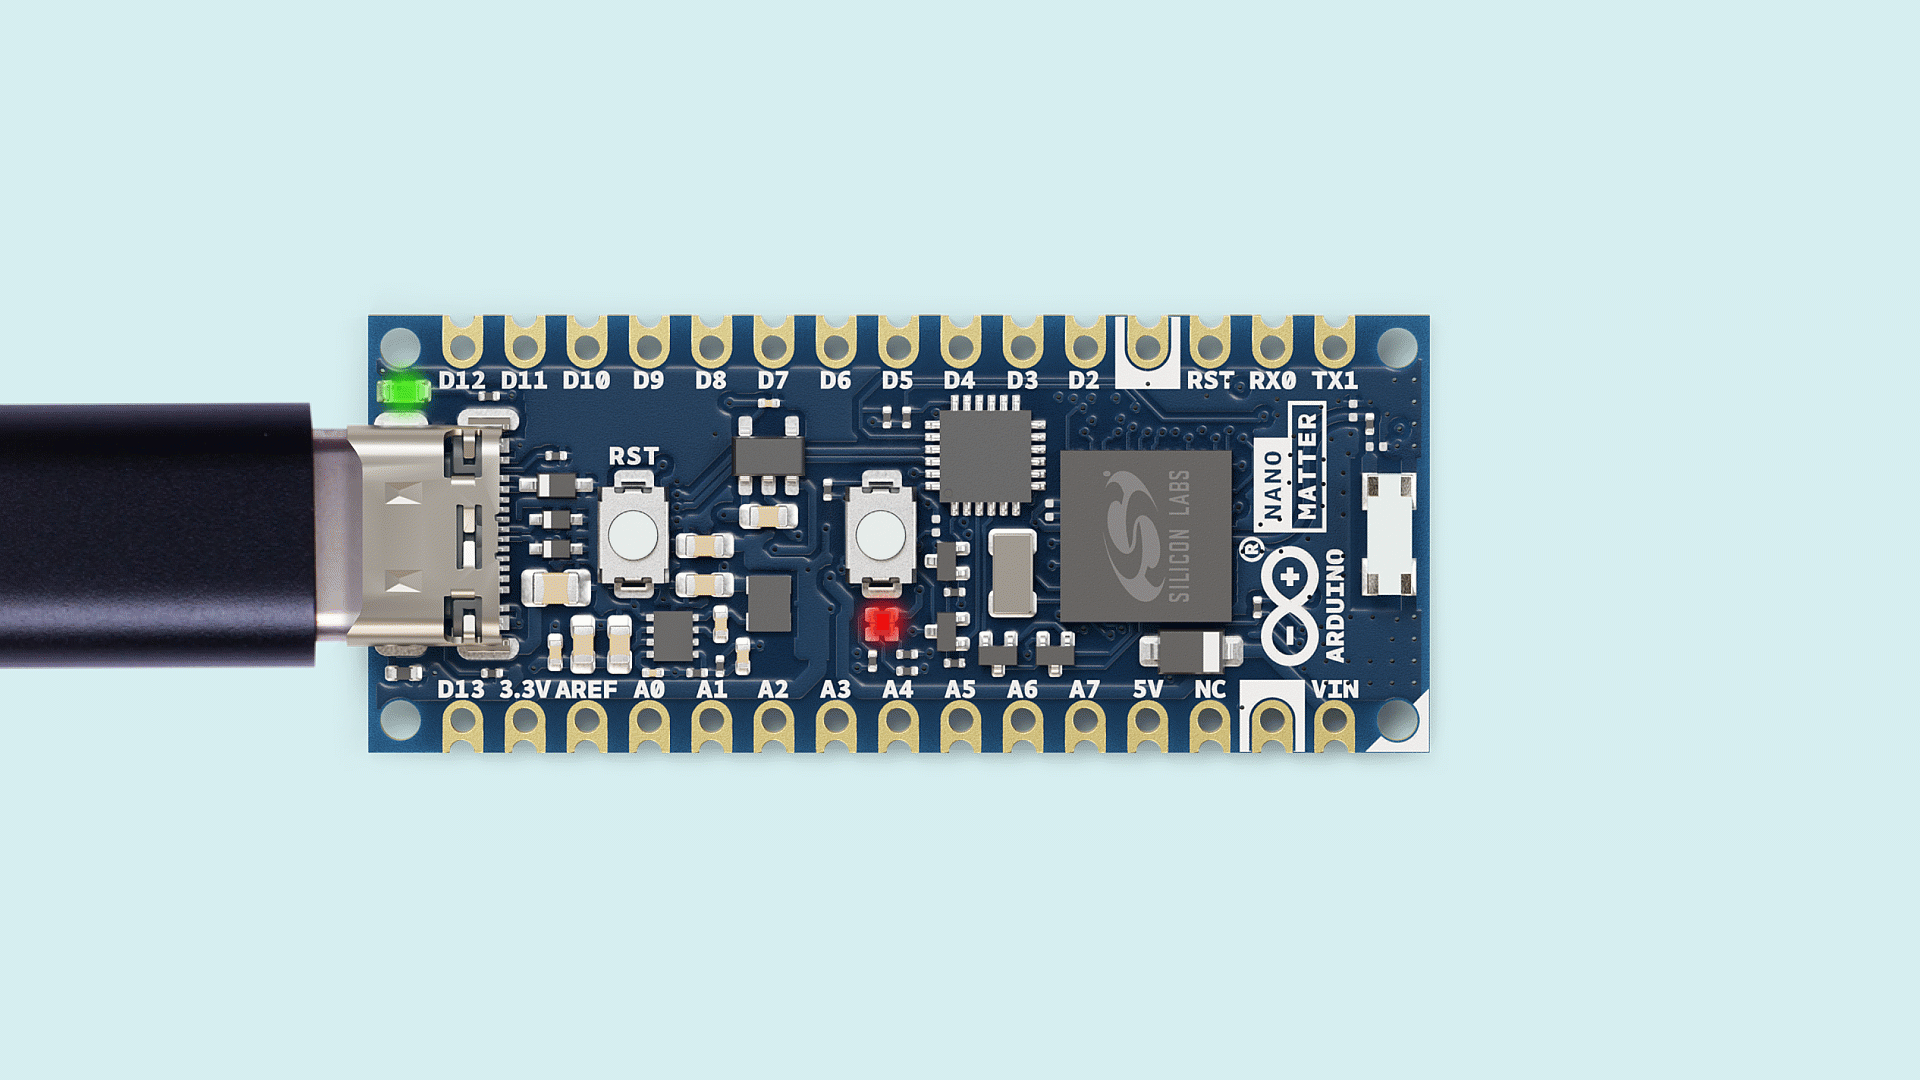 D12 D11 D10 D9 D8 D7 D6 D5 D4 D3 D2 RST RX0 TX1
RST
SILICON LABS
NANO
MATTER
®
ARDUINO
D13 3.3V AREF A0 A1 A2 A3 A4 A5 A6 A7 5V NC VIN